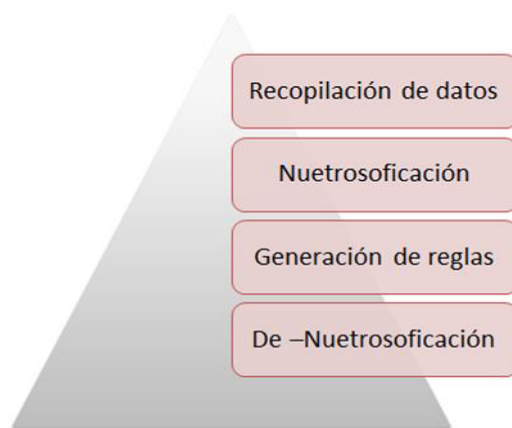 Recopilación de datos
Nuetrosoficación
Generación de reglas
De –Nuetrosoficación